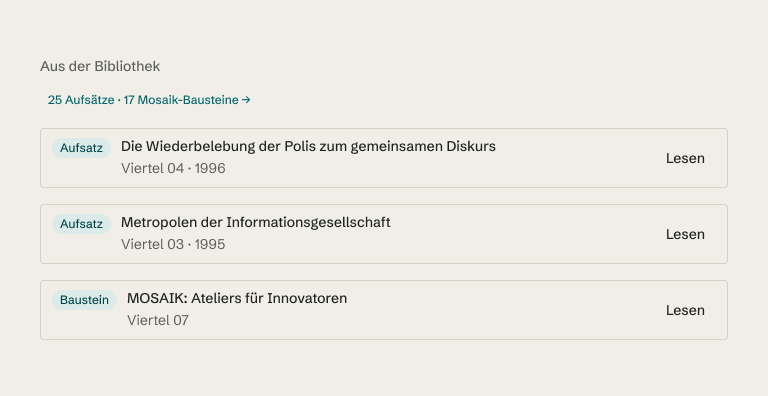 Aus der Bibliothek
25 Aufsätze · 17 Mosaik-Bausteine →
Aufsatz
Die Wiederbelebung der Polis zum gemeinsamen Diskurs
Viertel 04 · 1996
Lesen
Aufsatz
Metropolen der Informationsgesellschaft
Viertel 03 · 1995
Lesen
Baustein
MOSAIK: Ateliers für Innovatoren
Viertel 07
Lesen